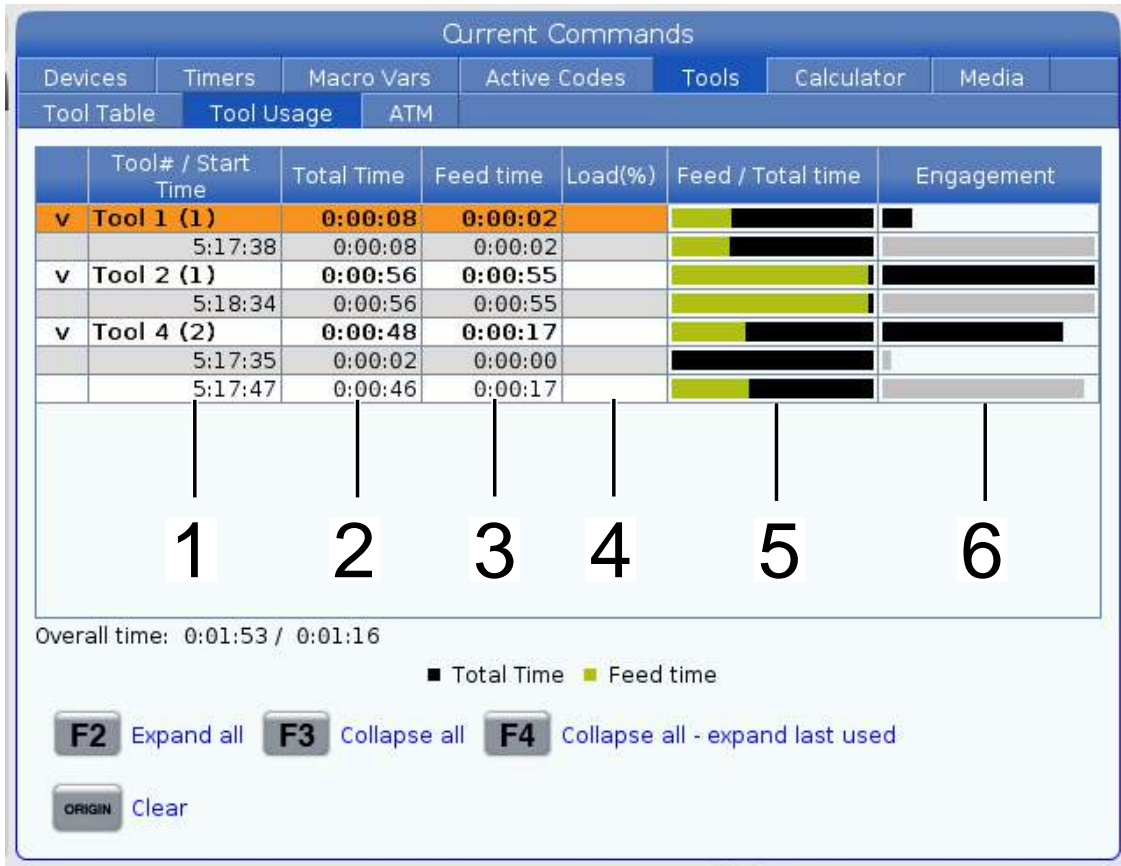 Current Commands
Devices Timers Macro Vars Active Codes Tools Calculator Media
Tool Table Tool Usage ATM
Tool# / Start Time Total Time Feed time Load(%) Feed / Total time Engagement
v Tool 1 (1) 0:00:08 0:00:02
5:17:38 0:00:08 0:00:02
v Tool 2 (1) 0:00:56 0:00:55
5:18:34 0:00:56 0:00:55
v Tool 4 (2) 0:00:48 0:00:17
5:17:35 0:00:02 0:00:00
5:17:47 0:00:46 0:00:17
1 2 3 4 5 6
Overall time: 0:01:53 / 0:01:16
Total Time Feed time
F2 Expand all F3 Collapse all F4 Collapse all - expand last used
ORIGIN Clear